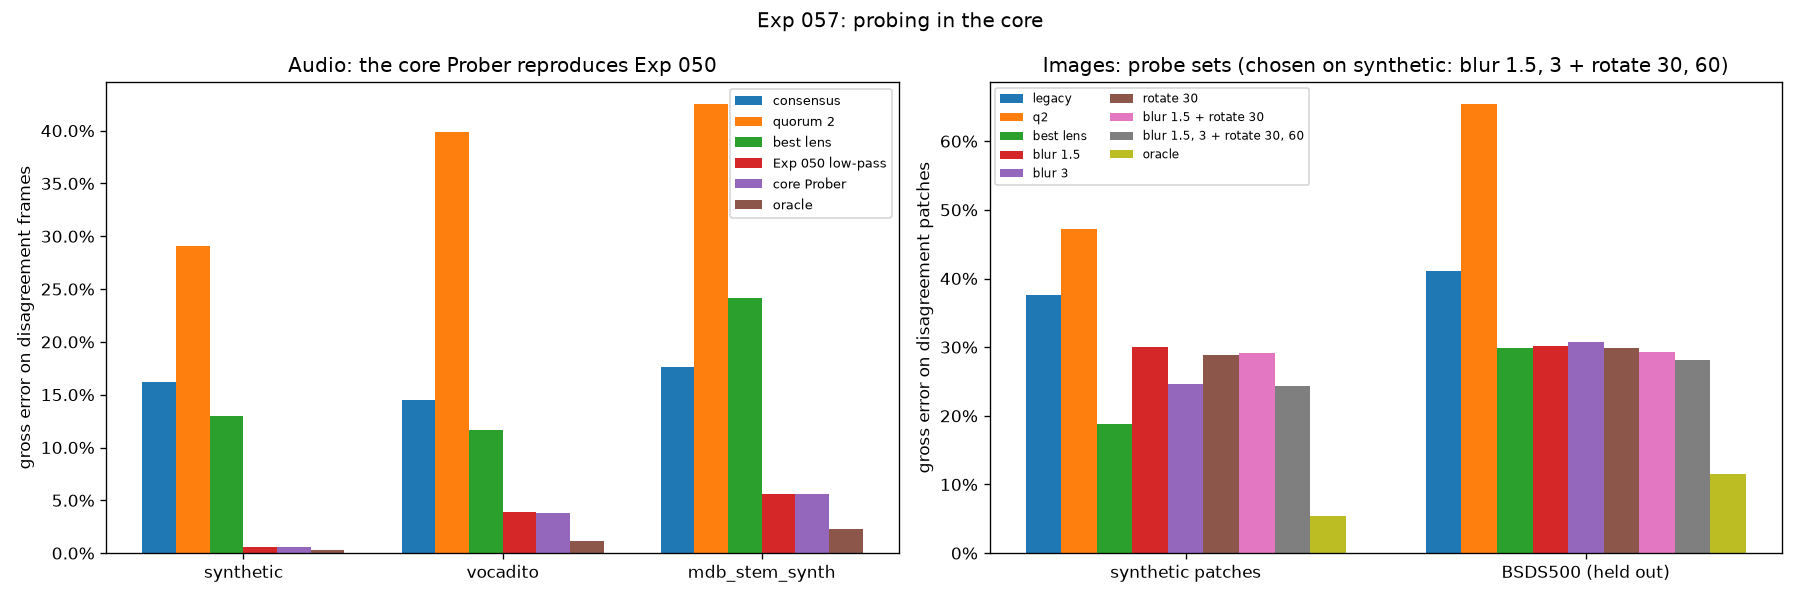 Exp 057: probing in the core
Audio: the core Prober reproduces Exp 050
gross error on disagreement frames
40.0%
35.0%
30.0%
25.0%
20.0%
15.0%
10.0%
5.0%
0.0%
consensus
quorum 2
best lens
Exp 050 low-pass
core Prober
oracle
synthetic
vocadito
mdb_stem_synth
Images: probe sets (chosen on synthetic: blur 1.5, 3 + rotate 30, 60)
gross error on disagreement patches
60%
50%
40%
30%
20%
10%
0%
legacy
q2
best lens
blur 1.5
blur 3
rotate 30
blur 1.5 + rotate 30
blur 1.5, 3 + rotate 30, 60
oracle
synthetic patches
BSDS500 (held out)